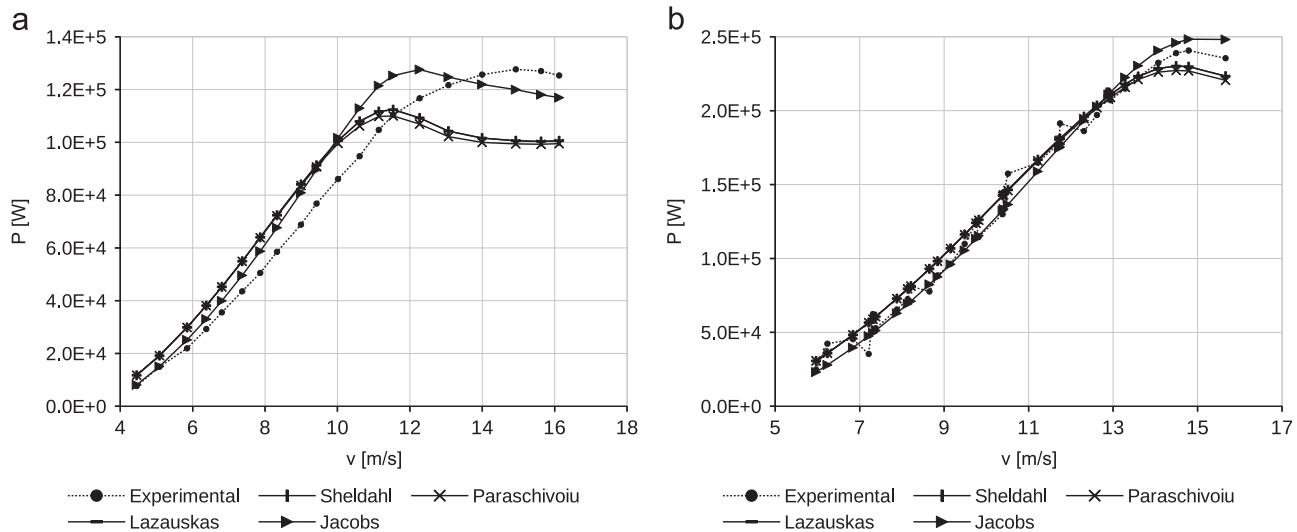 a
1.4E+5
1.2E+5
1.0E+5
8.0E+4
6.0E+4
4.0E+4
2.0E+4
0.0E+0
P [W]
4 6 8 10 12 14 16 18
v [m/s]
Experimental Sheldahl Paraschivoiu
Lazauskas Jacobs
b
2.5E+5
2.0E+5
1.5E+5
1.0E+5
5.0E+4
0.0E+0
P [W]
5 7 9 11 13 15 17
v [m/s]
Experimental Sheldahl Paraschivoiu
Lazauskas Jacobs